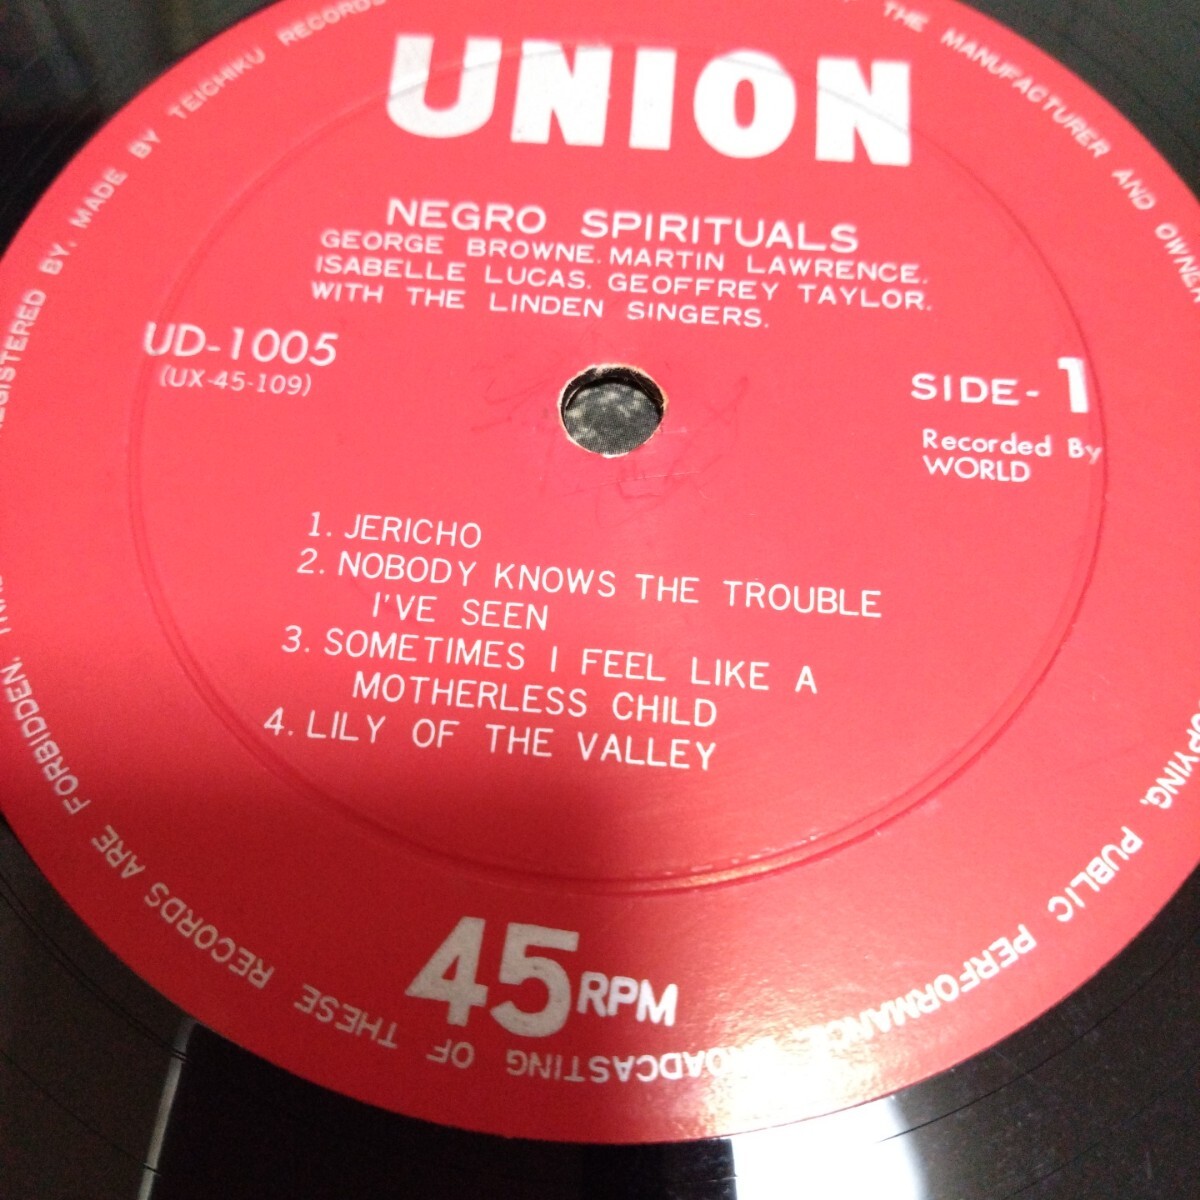 UNION
NEGRO SPIRITUALS
GEORGE BROWNE. MARTIN LAWRENCE.
ISABELLE LUCAS. GEOFFREY TAYLOR.
WITH THE LINDEN SINGERS.
UD-1005
(UX-45-109)
SIDE-1
Recorded By
WORLD
1. JERICHO
2. NOBODY KNOWS THE TROUBLE
I'VE SEEN
3. SOMETIMES I FEEL LIKE A
MOTHERLESS CHILD
4. LILY OF THE VALLEY
45 RPM
REGISTERED BY, MADE BY TEICHIKU RECORDS
THE MANUFACTURER AND OWNER
COPYING, PUBLIC PERFORMANCE BROADCASTING OF THESE RECORDS ARE FORBIDDEN.